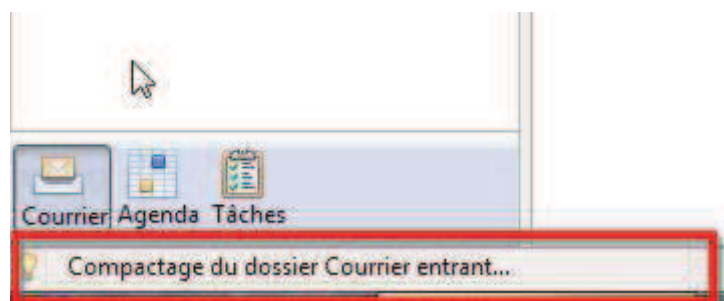 Courrier Agenda Tâches
Compactage du dossier Courrier entrant...